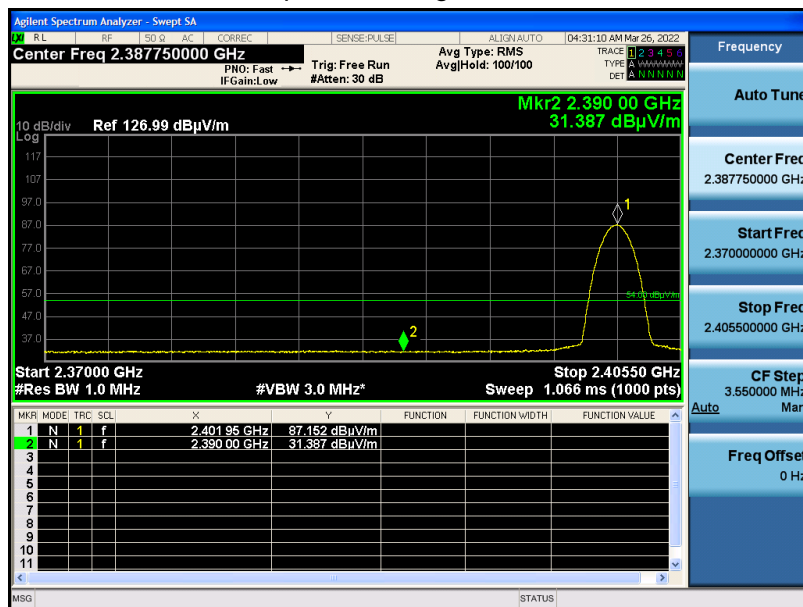 Agilent Spectrum Analyzer - Swept SA
LXI RL RF 50 Ω AC CORREC SENSE:PULSE ALIGN AUTO 04:31:10 AM Mar 26, 2022
Center Freq 2.387750000 GHz
PNO: Fast
IFGain:Low
Trig: Free Run
#Atten: 30 dB
Avg Type: RMS
Avg|Hold: 100/100
TRACE 1 2 3 4 5 6
TYPE A WWWWW
DET A N N N N N
Mkr2 2.390 00 GHz
31.387 dBµV/m
10 dB/div Ref 126.99 dBµV/m
Log
117
107
97.0
87.0
77.0
67.0
57.0
47.0
37.0
1
54.00 dBµV/m
2
Start 2.37000 GHz Stop 2.40550 GHz
#Res BW 1.0 MHz #VBW 3.0 MHz* Sweep 1.066 ms (1000 pts)
MKR MODE TRC SCL X Y FUNCTION FUNCTION WIDTH FUNCTION VALUE
1 N 1 f 2.401 95 GHz 87.152 dBµV/m
2 N 1 f 2.390 00 GHz 31.387 dBµV/m
3
4
5
6
7
8
9
10
11
MSG STATUS
Frequency
Auto Tune
Center Freq
2.387750000 GHz
Start Freq
2.370000000 GHz
Stop Freq
2.405500000 GHz
CF Step
3.550000 MHz
Auto Man
Freq Offset
0 Hz